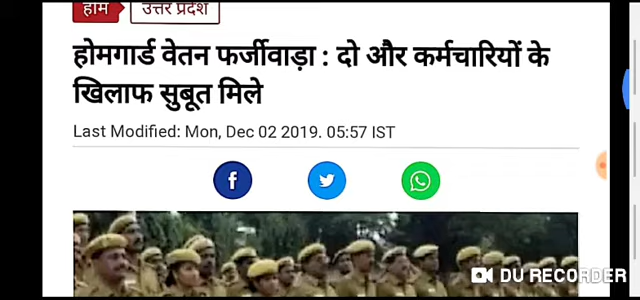 होम उत्तर प्रदेश
होमगार्ड वेतन फर्जीवाड़ा : दो और कर्मचारियों के
खिलाफ सुबूत मिले
Last Modified: Mon, Dec 02 2019. 05:57 IST
DU RECORDER